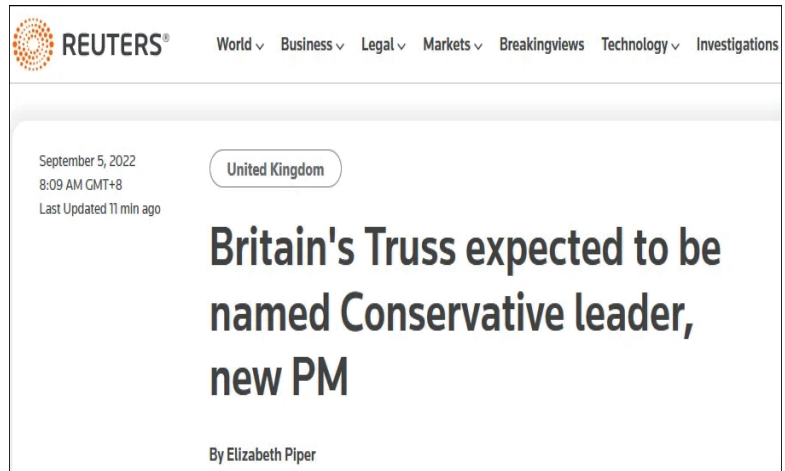 REUTERS®
World Business Legal Markets Breakingviews Technology Investigations
September 5, 2022
8:09 AM GMT+8
Last Updated 11 min ago
United Kingdom
Britain's Truss expected to be
named Conservative leader,
new PM
By Elizabeth Piper